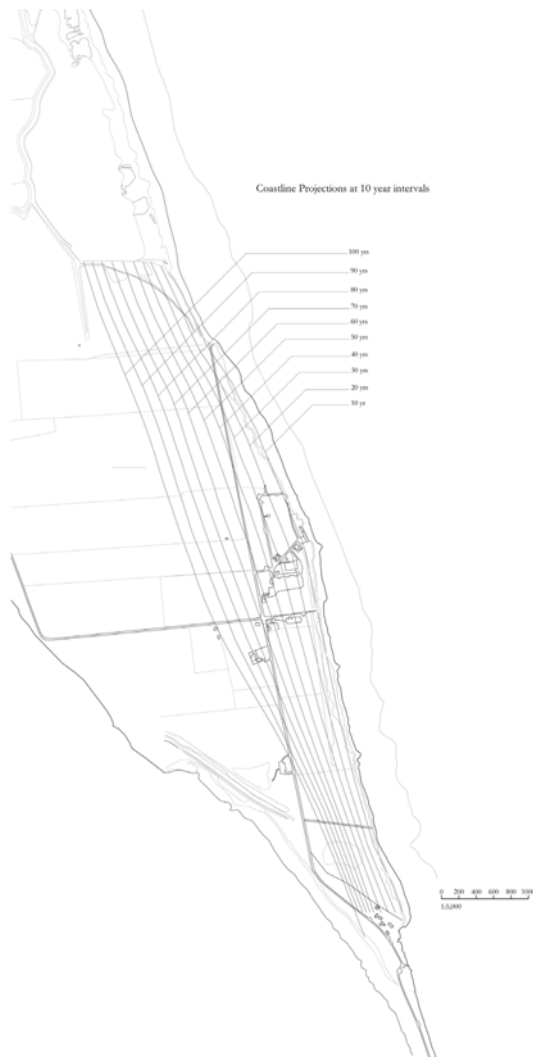 Coastline Projections at 10 year intervals
100 yrs
90 yrs
80 yrs
70 yrs
60 yrs
50 yrs
40 yrs
30 yrs
20 yrs
10 yr
0 200 400 600 800 1000
1:5,000